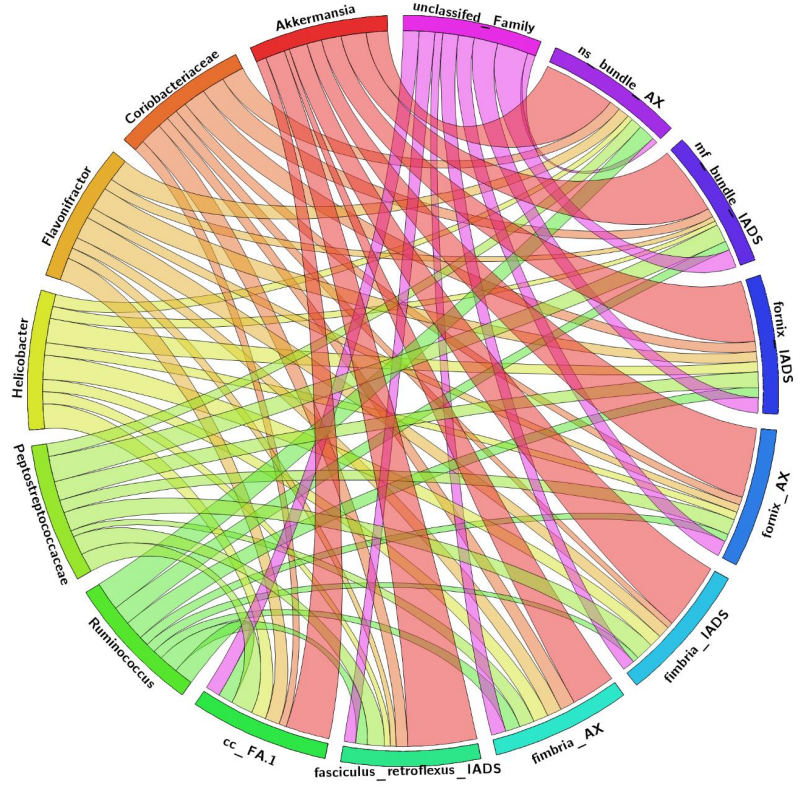 Akkermansia
unclassifed_Family
ns_bundle_AX
mf_bundle_IADS
fornix_IADS
fornix_AX
fimbria_IADS
fimbria_AX
fasciculus_retroflexus_IADS
cc_FA.1
Ruminococcus
Peptostreptococcaceae
Helicobacter
Flavonifractor
Coriobacteriaceae